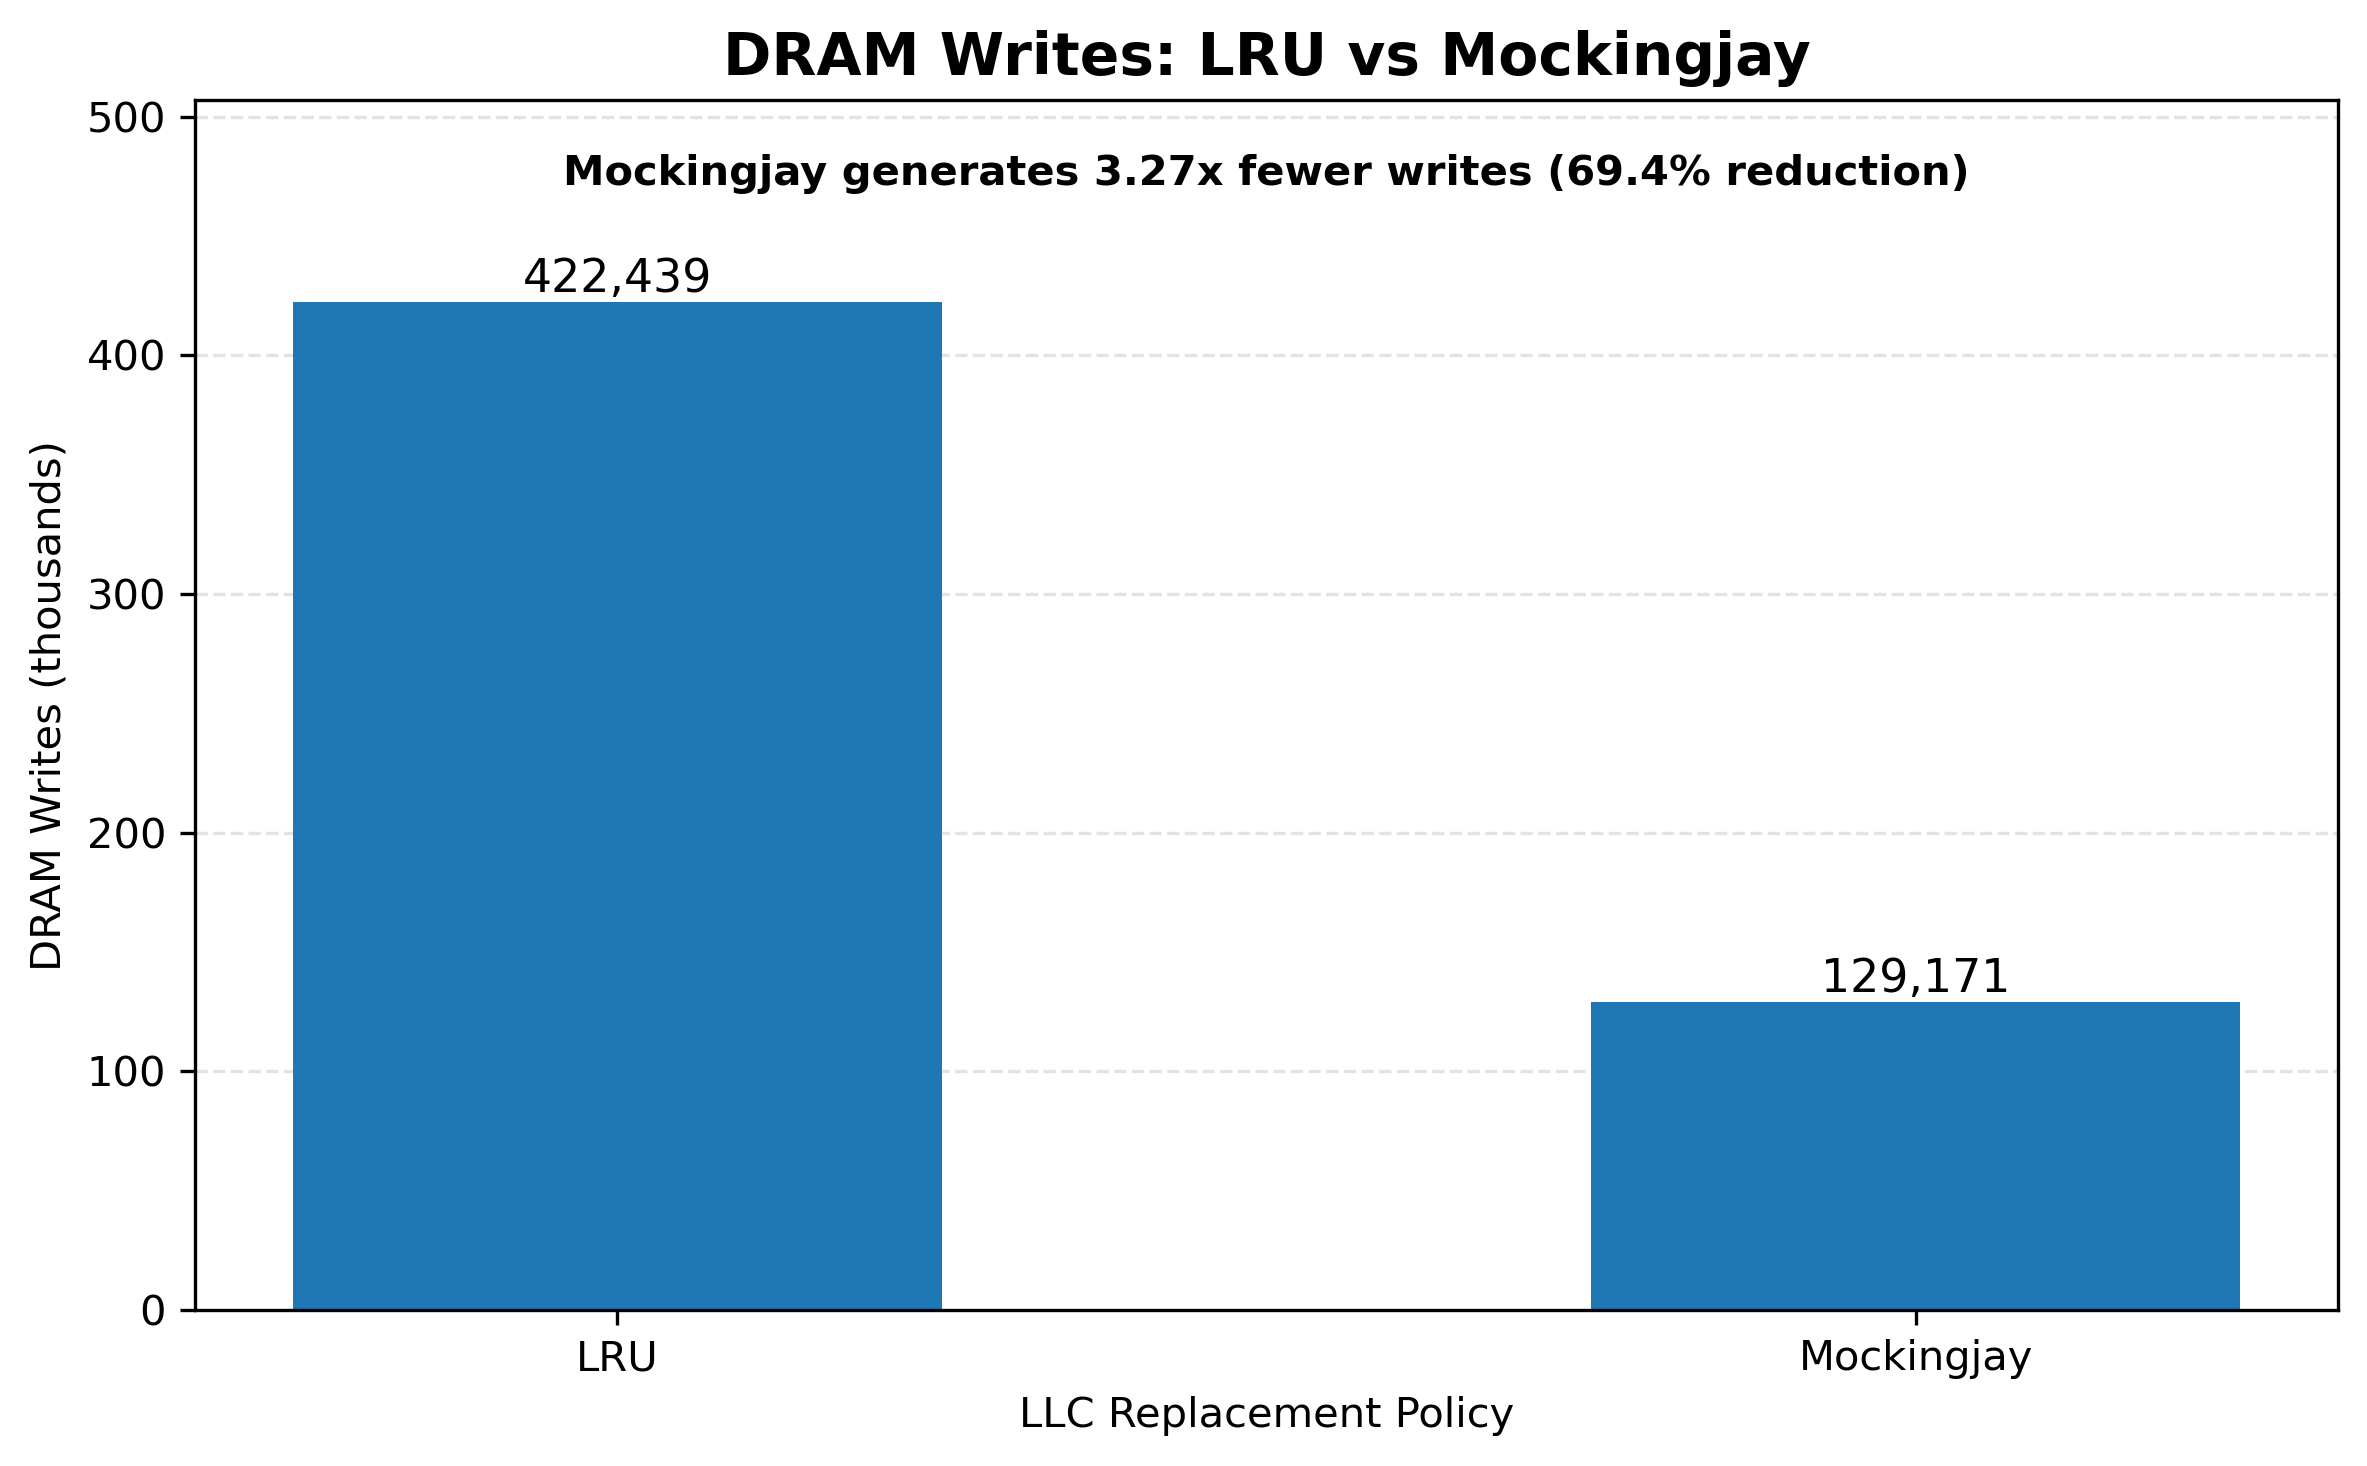 DRAM Writes: LRU vs Mockingjay
Mockingjay generates 3.27x fewer writes (69.4% reduction)
DRAM Writes (thousands)
500
400
300
200
100
0
422,439
129,171
LRU
Mockingjay
LLC Replacement Policy